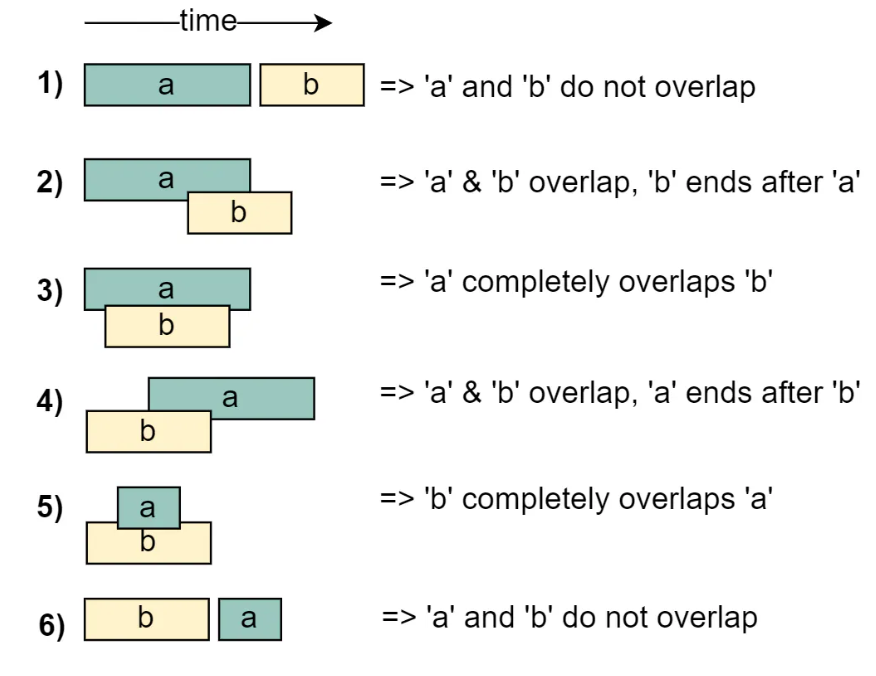 time
1) a b => 'a' and 'b' do not overlap
2) a => 'a' & 'b' overlap, 'b' ends after 'a'
b
3) a => 'a' completely overlaps 'b'
b
4) a => 'a' & 'b' overlap, 'a' ends after 'b'
b
5) a => 'b' completely overlaps 'a'
b
6) b a => 'a' and 'b' do not overlap